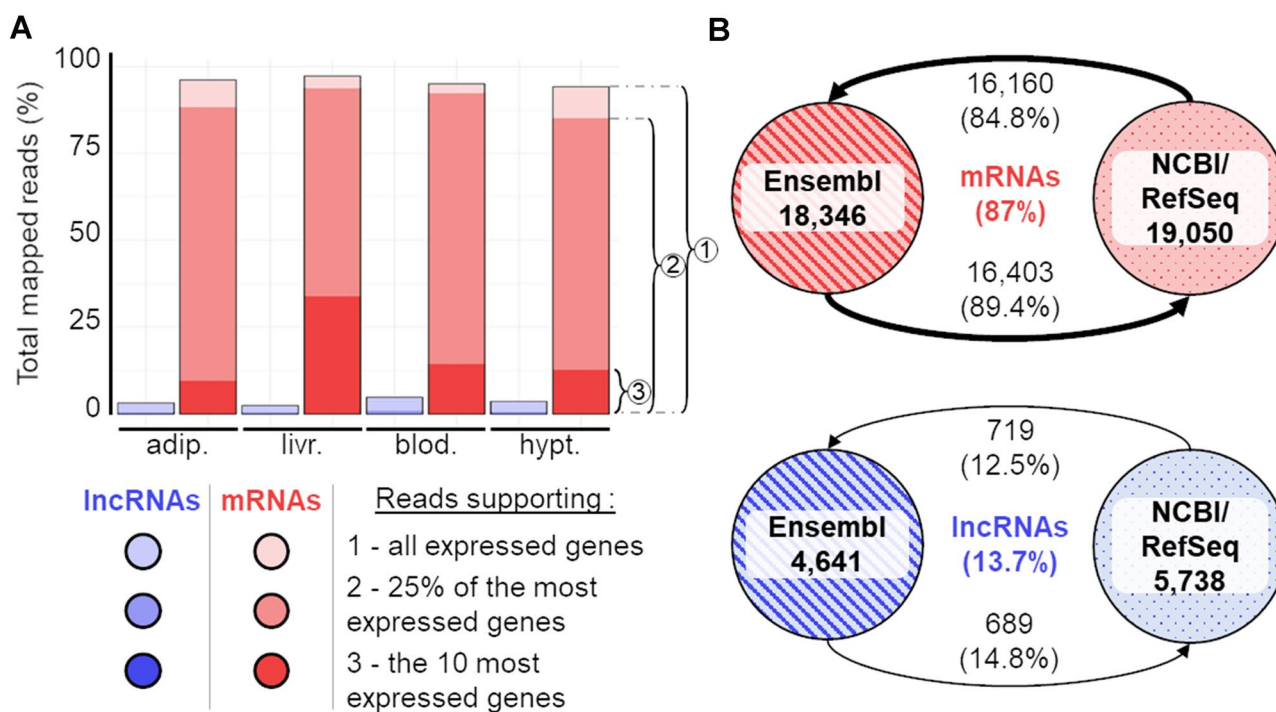 A
Total mapped reads (%)
100
75
50
25
0
1
2
3
adip.
livr.
blod.
hypt.
lncRNAs
mRNAs
Reads supporting :
1 - all expressed genes
2 - 25% of the most
expressed genes
3 - the 10 most
expressed genes
B
16,160
(84.8%)
Ensembl
18,346
mRNAs
(87%)
NCBI/
RefSeq
19,050
16,403
(89.4%)
719
(12.5%)
Ensembl
4,641
lncRNAs
(13.7%)
NCBI/
RefSeq
5,738
689
(14.8%)